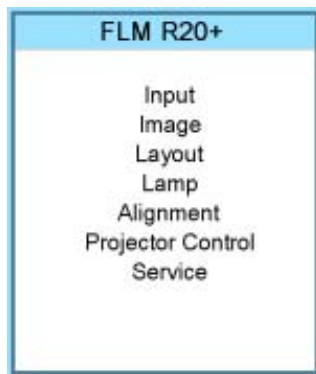 FLM R20+
Input
Image
Layout
Lamp
Alignment
Projector Control
Service